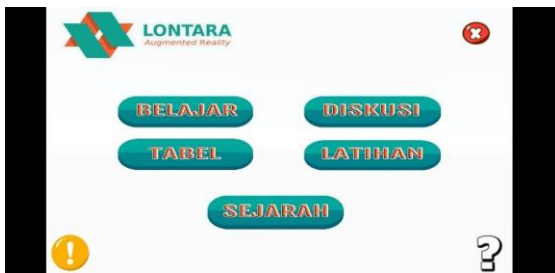 LONTARA
Augmented Reality
BELAJAR
DISKUSI
TABEL
LATIHAN
SEJARAH
!
?